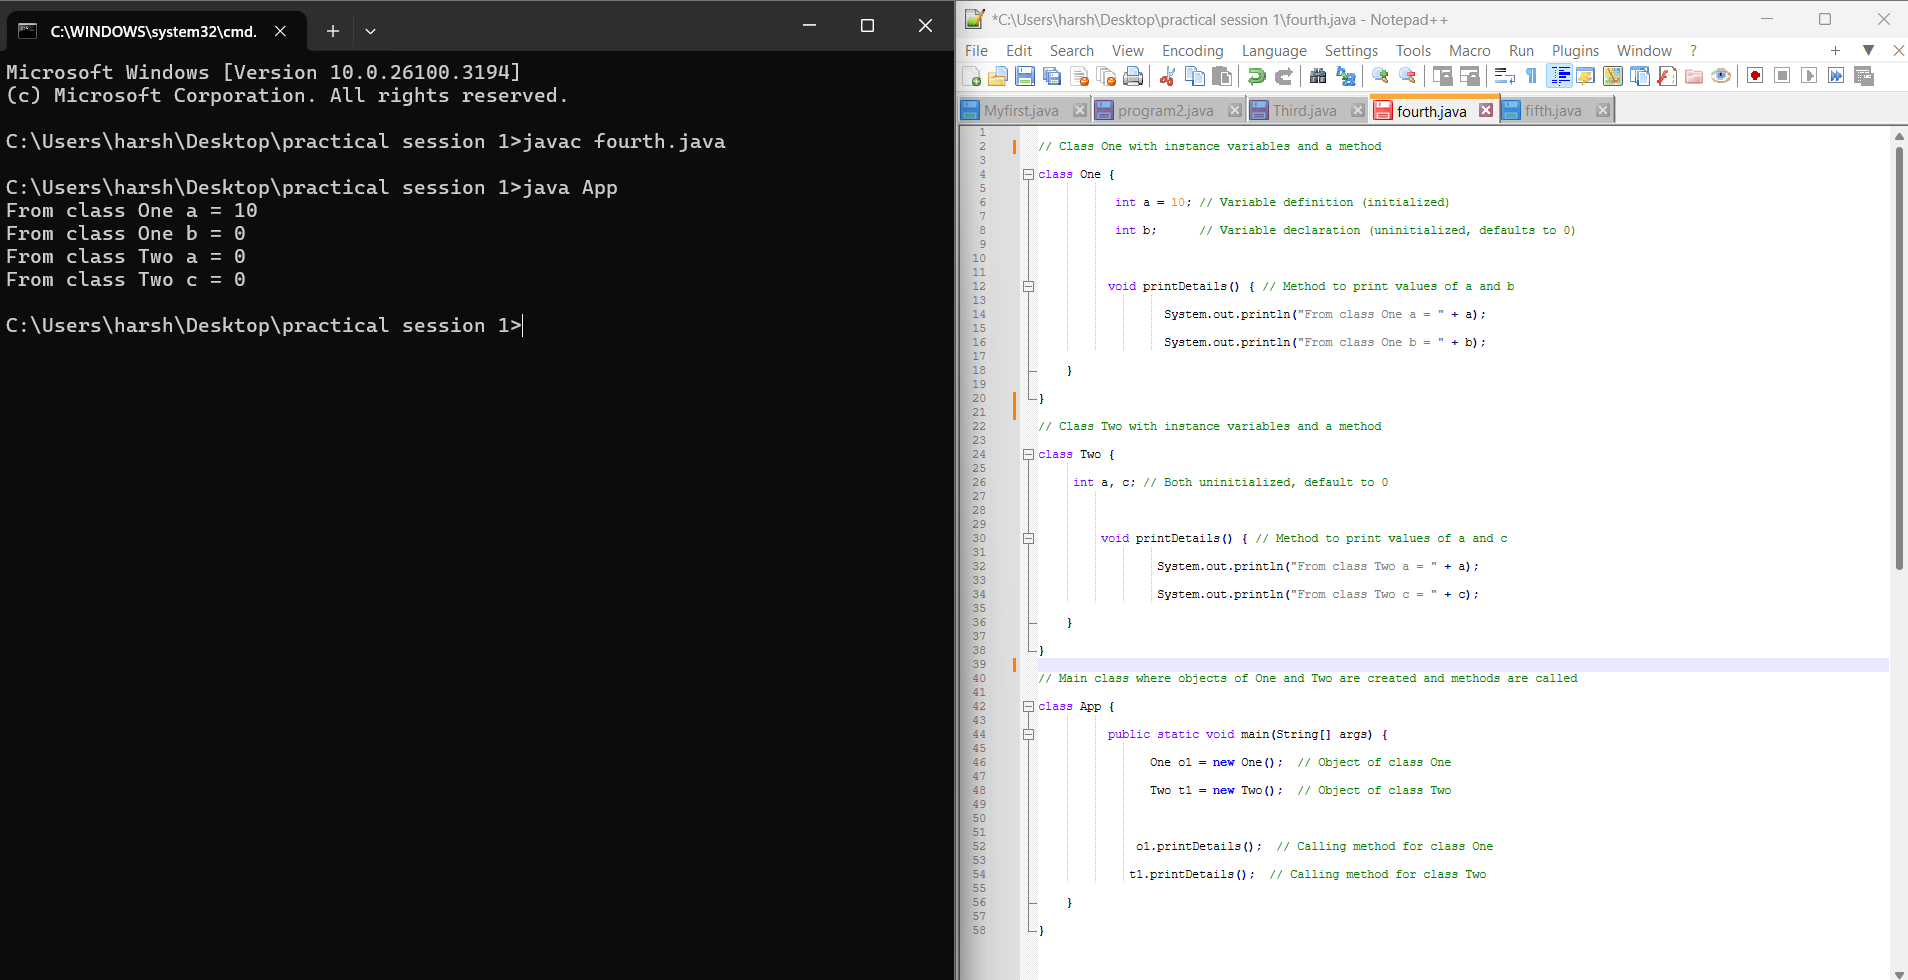 C:\WINDOWS\system32\cmd.
Microsoft Windows [Version 10.0.26100.3194]
(c) Microsoft Corporation. All rights reserved.
C:\Users\harsh\Desktop\practical session 1>javac fourth.java
C:\Users\harsh\Desktop\practical session 1>java App
From class One a = 10
From class One b = 0
From class Two a = 0
From class Two c = 0
C:\Users\harsh\Desktop\practical session 1>
*C:\Users\harsh\Desktop\practical session 1\fourth.java - Notepad++
File Edit Search View Encoding Language Settings Tools Macro Run Plugins Window ?
Myfirst.java program2.java Third.java fourth.java fifth.java
1
2 // Class One with instance variables and a method
3
4 class One {
5
6 int a = 10; // Variable definition (initialized)
7
8 int b; // Variable declaration (uninitialized, defaults to 0)
9
10
11
12 void printDetails() { // Method to print values of a and b
13
14 System.out.println("From class One a = " + a);
15
16 System.out.println("From class One b = " + b);
17
18 }
19
20 }
21
22 // Class Two with instance variables and a method
23
24 class Two {
25
26 int a, c; // Both uninitialized, default to 0
27
28
29
30 void printDetails() { // Method to print values of a and c
31
32 System.out.println("From class Two a = " + a);
33
34 System.out.println("From class Two c = " + c);
35
36 }
37
38 }
39
40 // Main class where objects of One and Two are created and methods are called
41
42 class App {
43
44 public static void main(String[] args) {
45
46 One o1 = new One(); // Object of class One
47
48 Two t1 = new Two(); // Object of class Two
49
50
51
52 o1.printDetails(); // Calling method for class One
53
54 t1.printDetails(); // Calling method for class Two
55
56 }
57
58 }